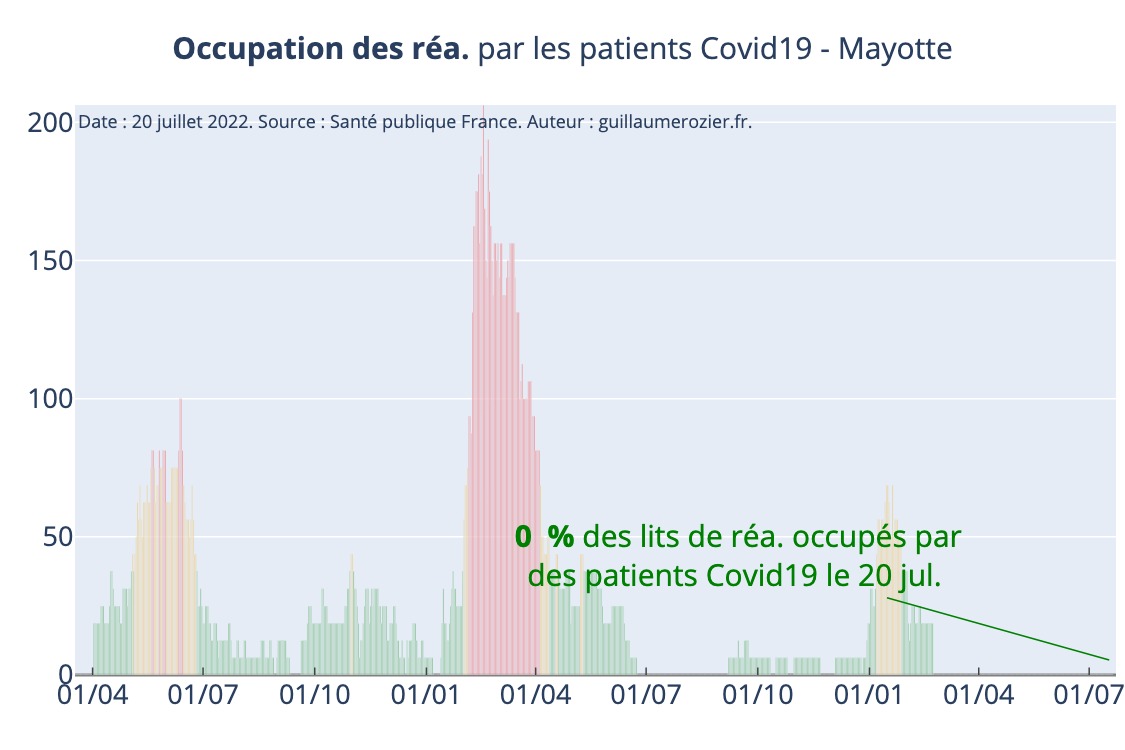 Occupation des réa. par les patients Covid19 - Mayotte
Date : 20 juillet 2022. Source : Santé publique France. Auteur : guillaumerozier.fr.
200
150
100
50
0
0 % des lits de réa. occupés par
des patients Covid19 le 20 jul.
01/04 01/07 01/10 01/01 01/04 01/07 01/10 01/01 01/04 01/07